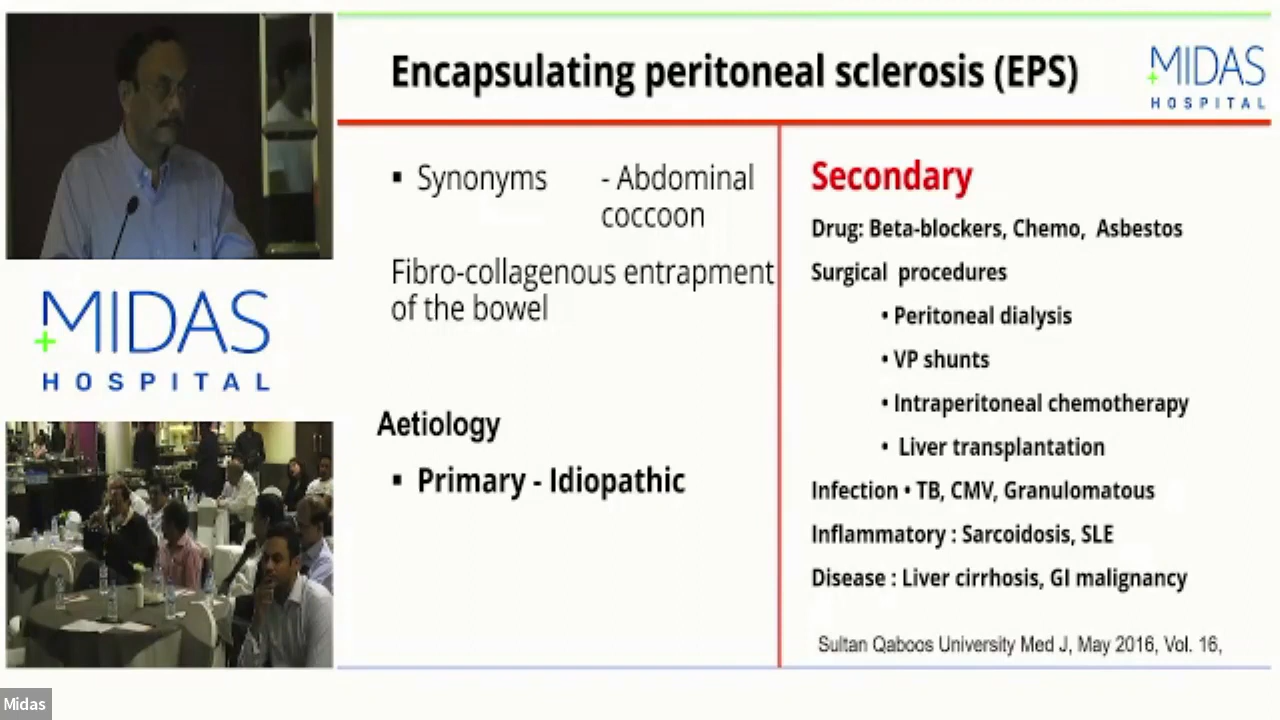 Encapsulating peritoneal sclerosis (EPS)
MIDAS
HOSPITAL
▪ Synonyms - Abdominal
coccoon
Fibro-collagenous entrapment
of the bowel
Aetiology
▪ Primary - Idiopathic
Secondary
Drug: Beta-blockers, Chemo, Asbestos
Surgical procedures
• Peritoneal dialysis
• VP shunts
• Intraperitoneal chemotherapy
• Liver transplantation
Infection • TB, CMV, Granulomatous
Inflammatory : Sarcoidosis, SLE
Disease : Liver cirrhosis, GI malignancy
Sultan Qaboos University Med J, May 2016, Vol. 16,
MIDAS
HOSPITAL
Midas